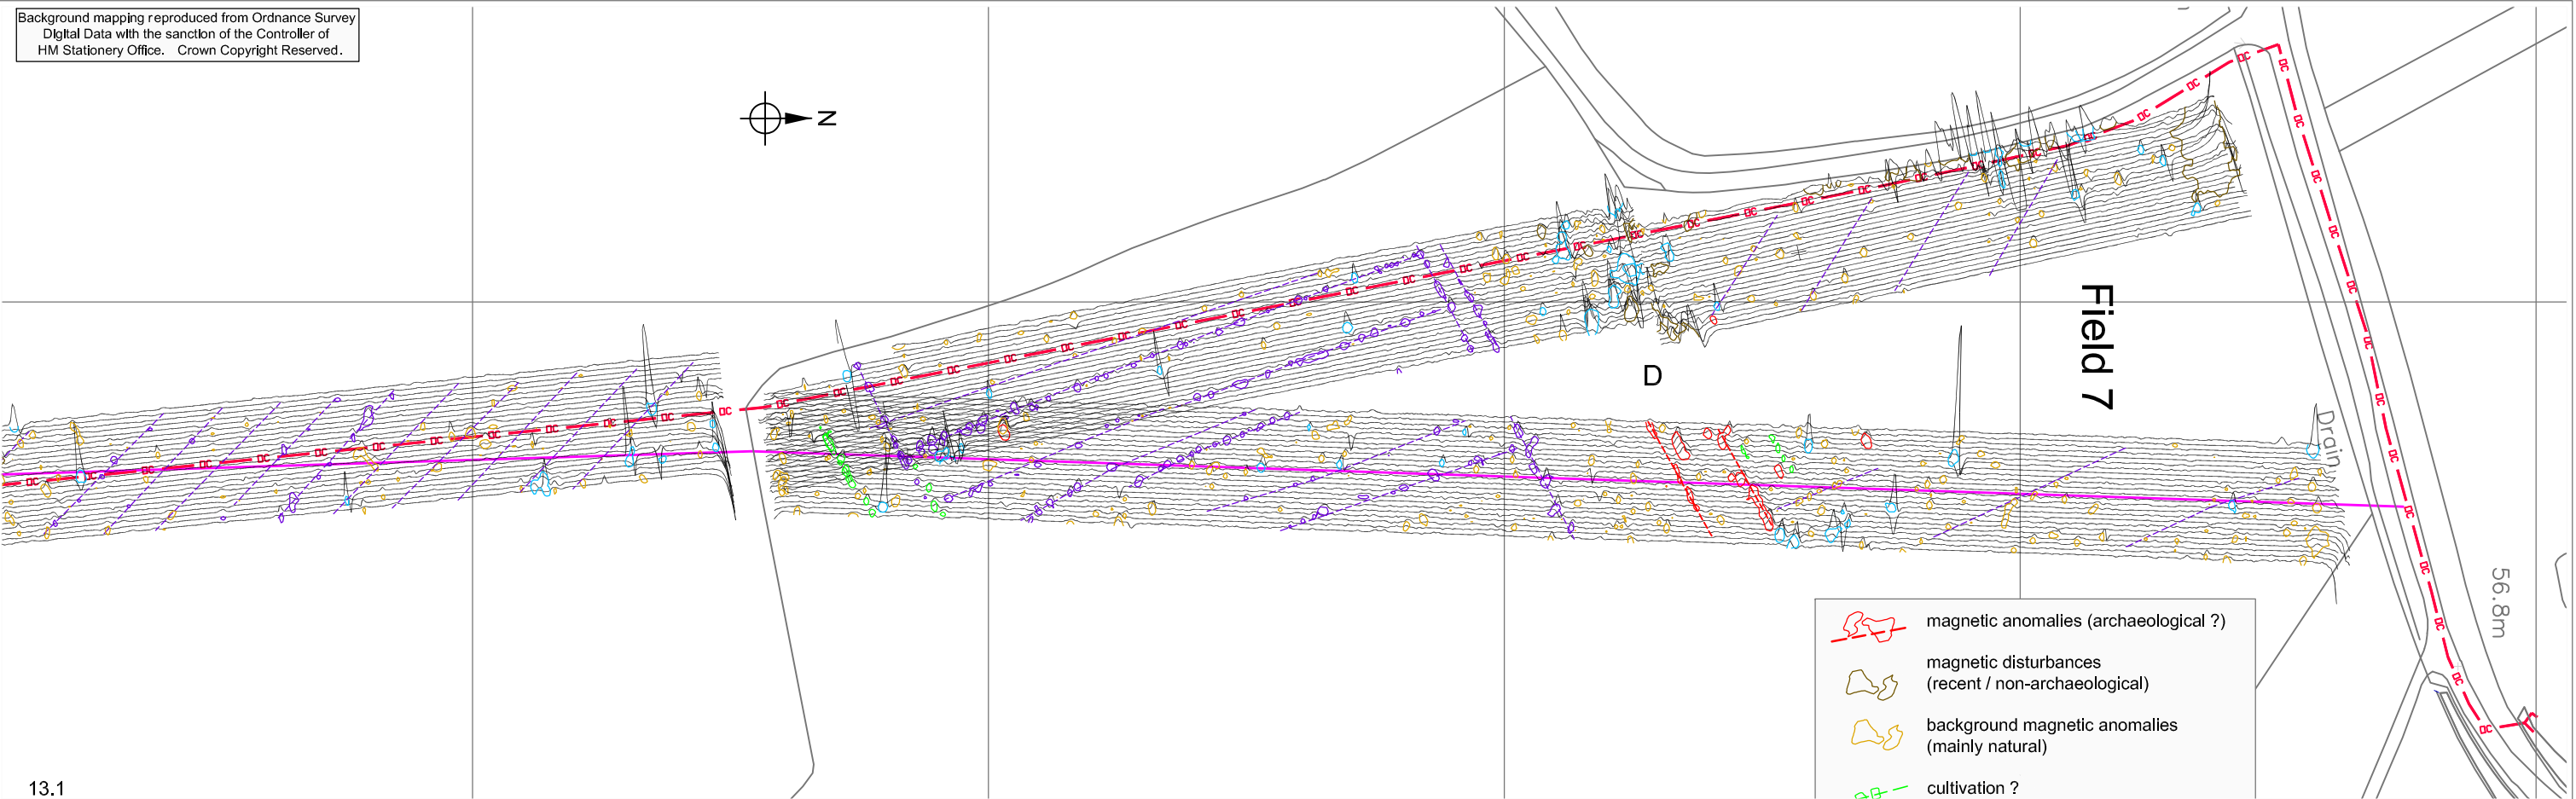 Background mapping reproduced from Ordnance Survey
Digital Data with the sanction of the Controller of
HM Stationery Office. Crown Copyright Reserved.
N
Field 7
D
Drain
56.8m
magnetic anomalies (archaeological ?)
magnetic disturbances
(recent / non-archaeological)
background magnetic anomalies
(mainly natural)
cultivation ?
13.1
DC